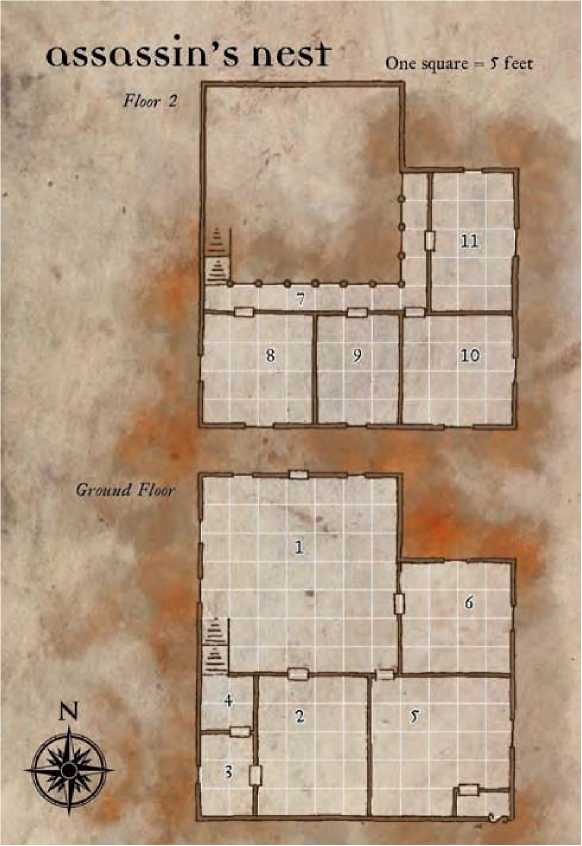 assassin's nest
One square = 5 feet
Floor 2
11
7
8
9
10
Ground Floor
1
6
4
2
5
3
N